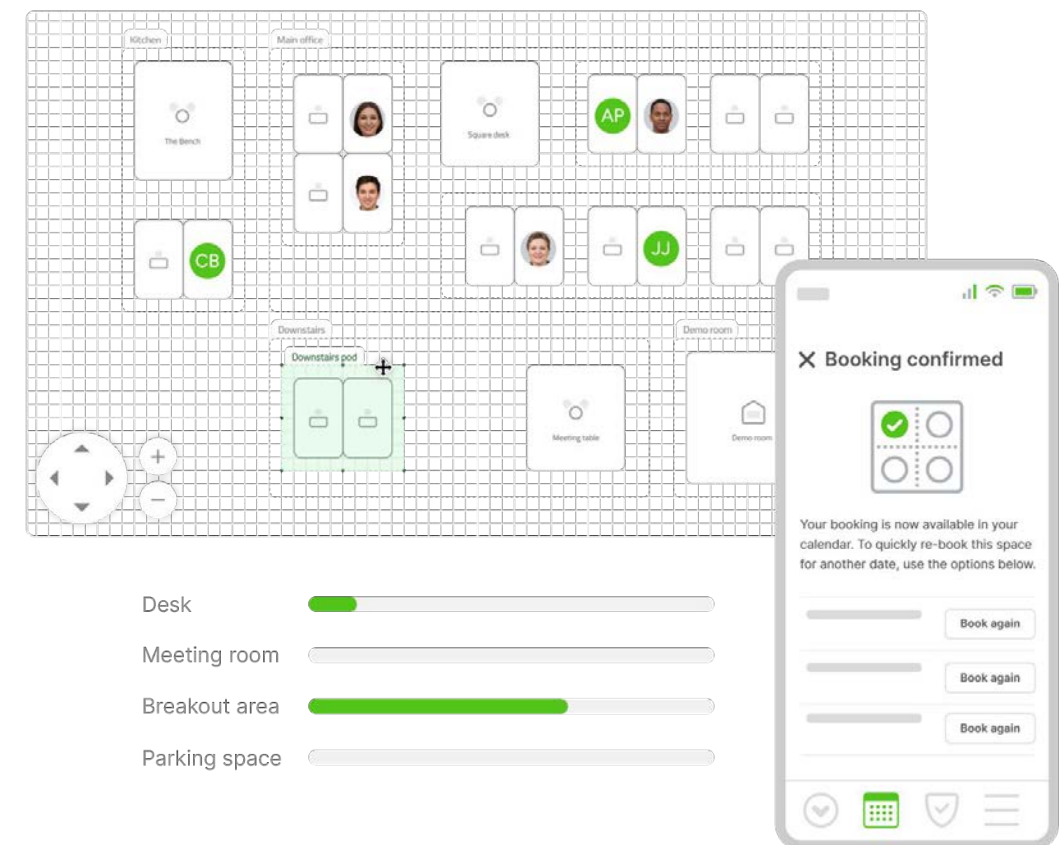 Kitchen
Main office
The Bench
Square desk
AP
CB
JJ
Downstairs
Demo room
Downstairs pod
Meeting table
Demo room
Booking confirmed
Your booking is now available in your
calendar. To quickly re-book this space
for another date, use the options below.
Book again
Book again
Book again
Desk
Meeting room
Breakout area
Parking space